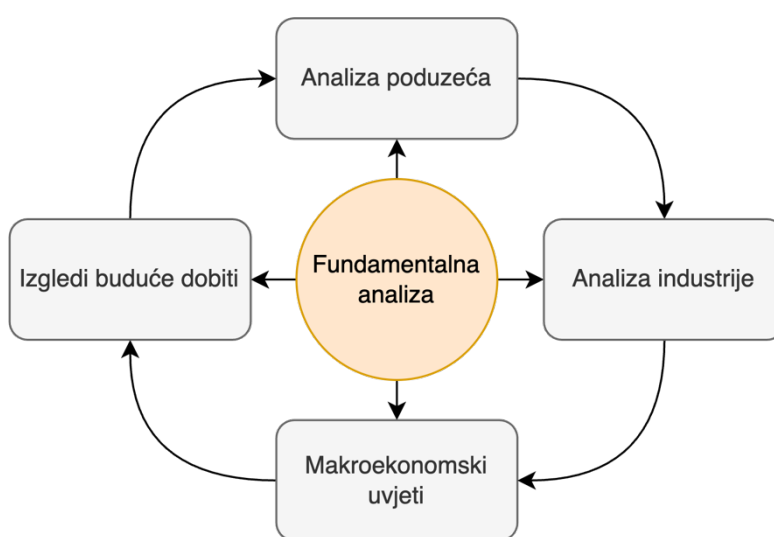 Analiza poduzeća
Izgledi buduće dobiti
Fundamentalna
analiza
Analiza industrije
Makroekonomski
uvjeti